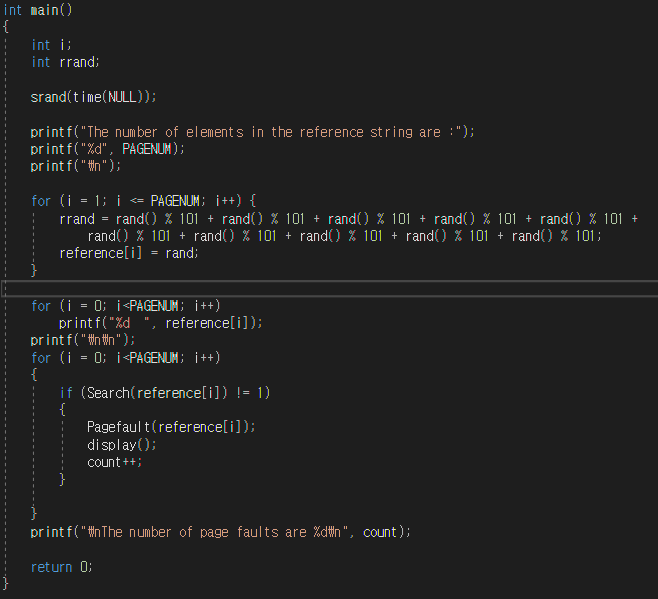 int main()
{
int i;
int rrand;
srand(time(NULL));
printf("The number of elements in the reference string are :");
printf("%d", PAGENUM);
printf("₩n");
for (i = 1; i <= PAGENUM; i++) {
rrand = rand() % 101 + rand() % 101 + rand() % 101 + rand() % 101 + rand() % 101 +
rand() % 101 + rand() % 101 + rand() % 101 + rand() % 101 + rand() % 101;
reference[i] = rand;
}
for (i = 0; i<PAGENUM; i++)
printf("%d  ", reference[i]);
printf("₩n₩n");
for (i = 0; i<PAGENUM; i++)
{
if (Search(reference[i]) != 1)
{
Pagefault(reference[i]);
display();
count++;
}
}
printf("₩nThe number of page faults are %d₩n", count);
return 0;
}